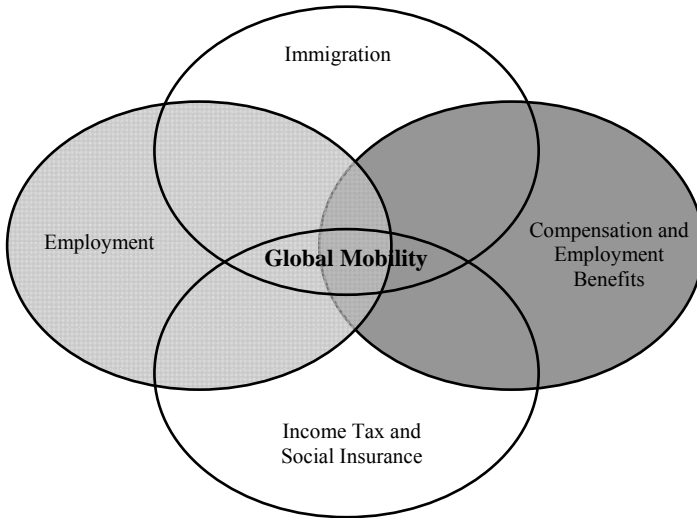 Immigration
Employment
Global Mobility
Compensation and
Employment
Benefits
Income Tax and
Social Insurance